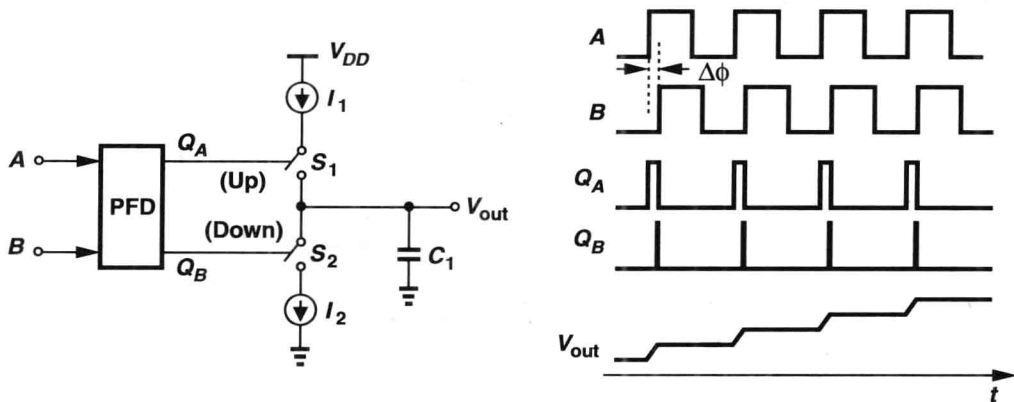 V_DD
I_1
A
Q_A
S_1
(Up)
PFD
V_out
(Down)
B
Q_B
S_2
C_1
I_2
A
Δϕ
B
Q_A
Q_B
V_out
t